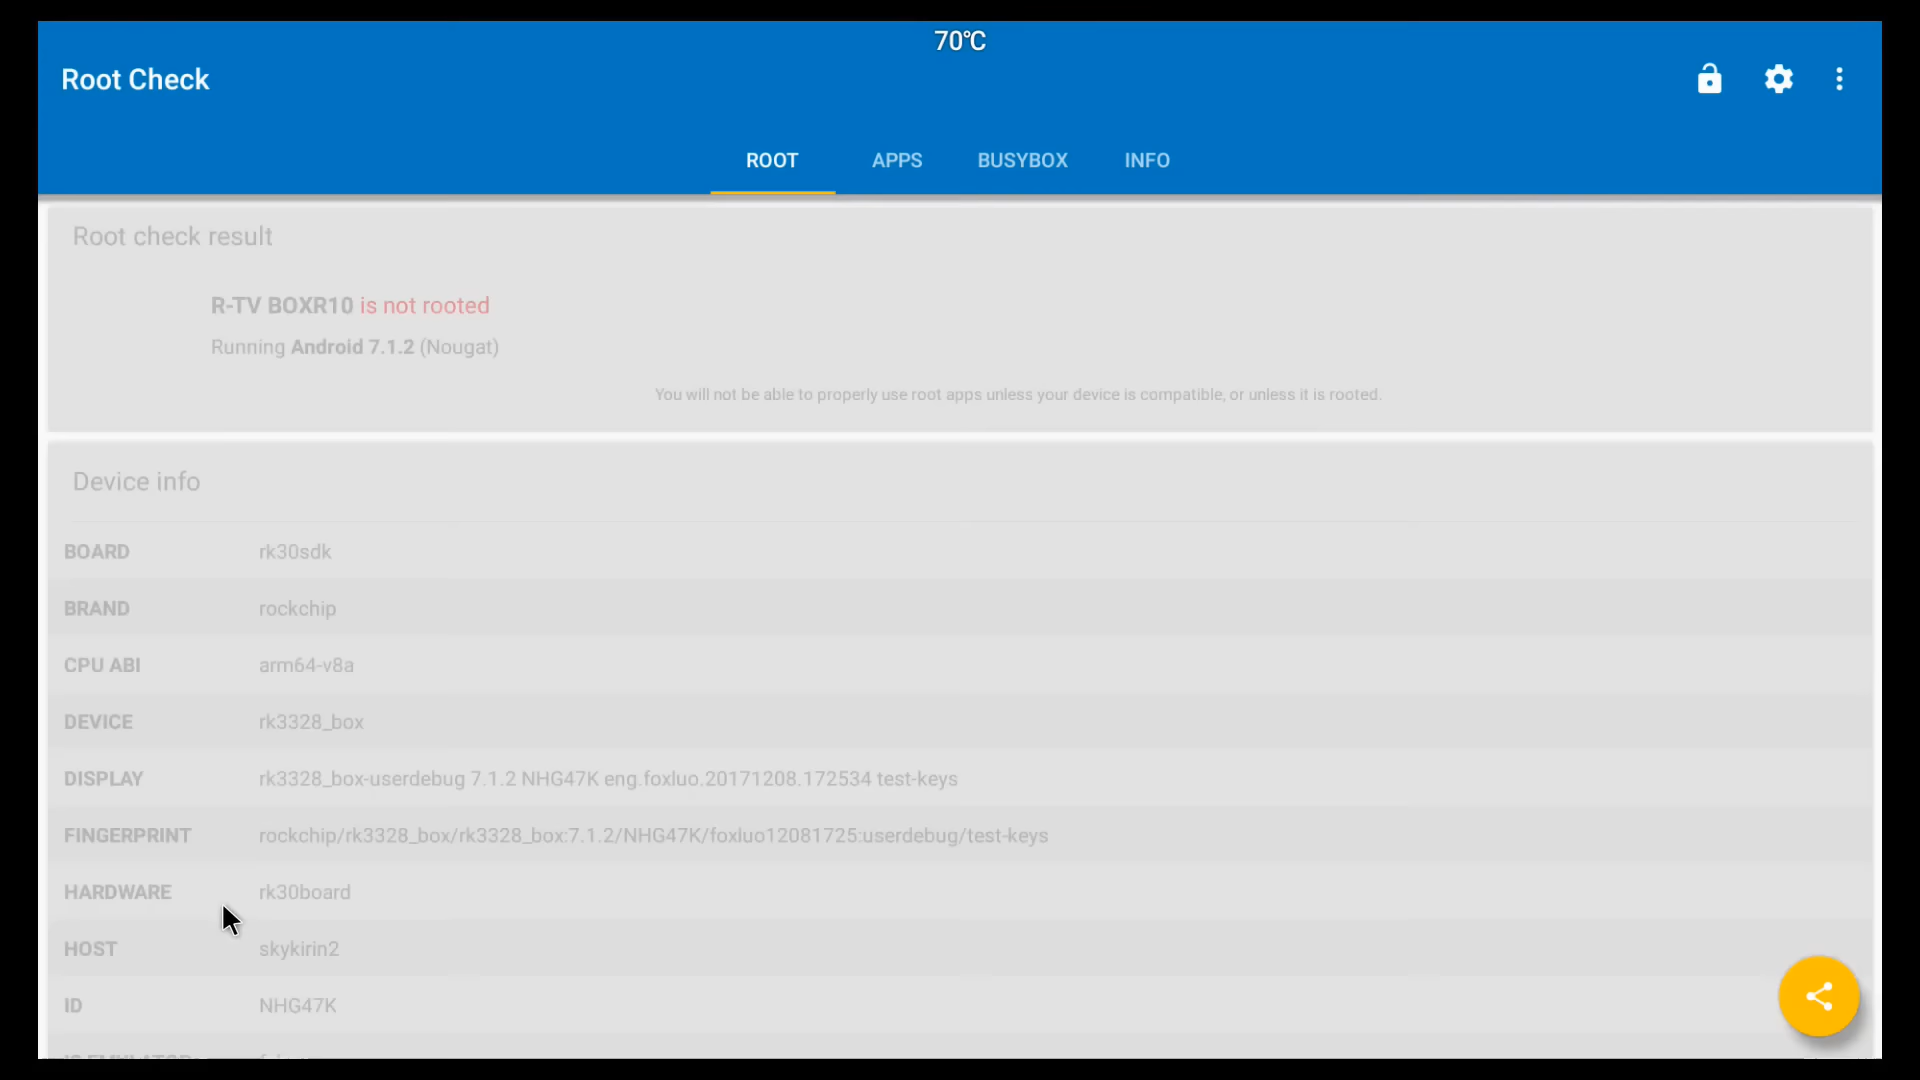 70℃
Root Check
ROOT APPS BUSYBOX INFO
Root check result
R-TV BOXR10 is not rooted
Running Android 7.1.2 (Nougat)
You will not be able to properly use root apps unless your device is compatible, or unless it is rooted.
Device info
BOARD rk30sdk
BRAND rockchip
CPU ABI arm64-v8a
DEVICE rk3328_box
DISPLAY rk3328_box-userdebug 7.1.2 NHG47K eng.foxluo.20171208.172534 test-keys
FINGERPRINT rockchip/rk3328_box/rk3328_box:7.1.2/NHG47K/foxluo12081725:userdebug/test-keys
HARDWARE rk30board
HOST skykirin2
ID NHG47K